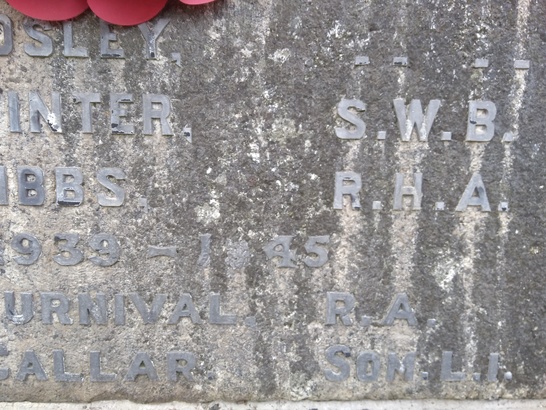 OSLEY,
INTER, S.W.B.
IBBS. R.H.A.
1939 – 1945
URNIVAL. R.A.
CALLAR SOM.L.I.